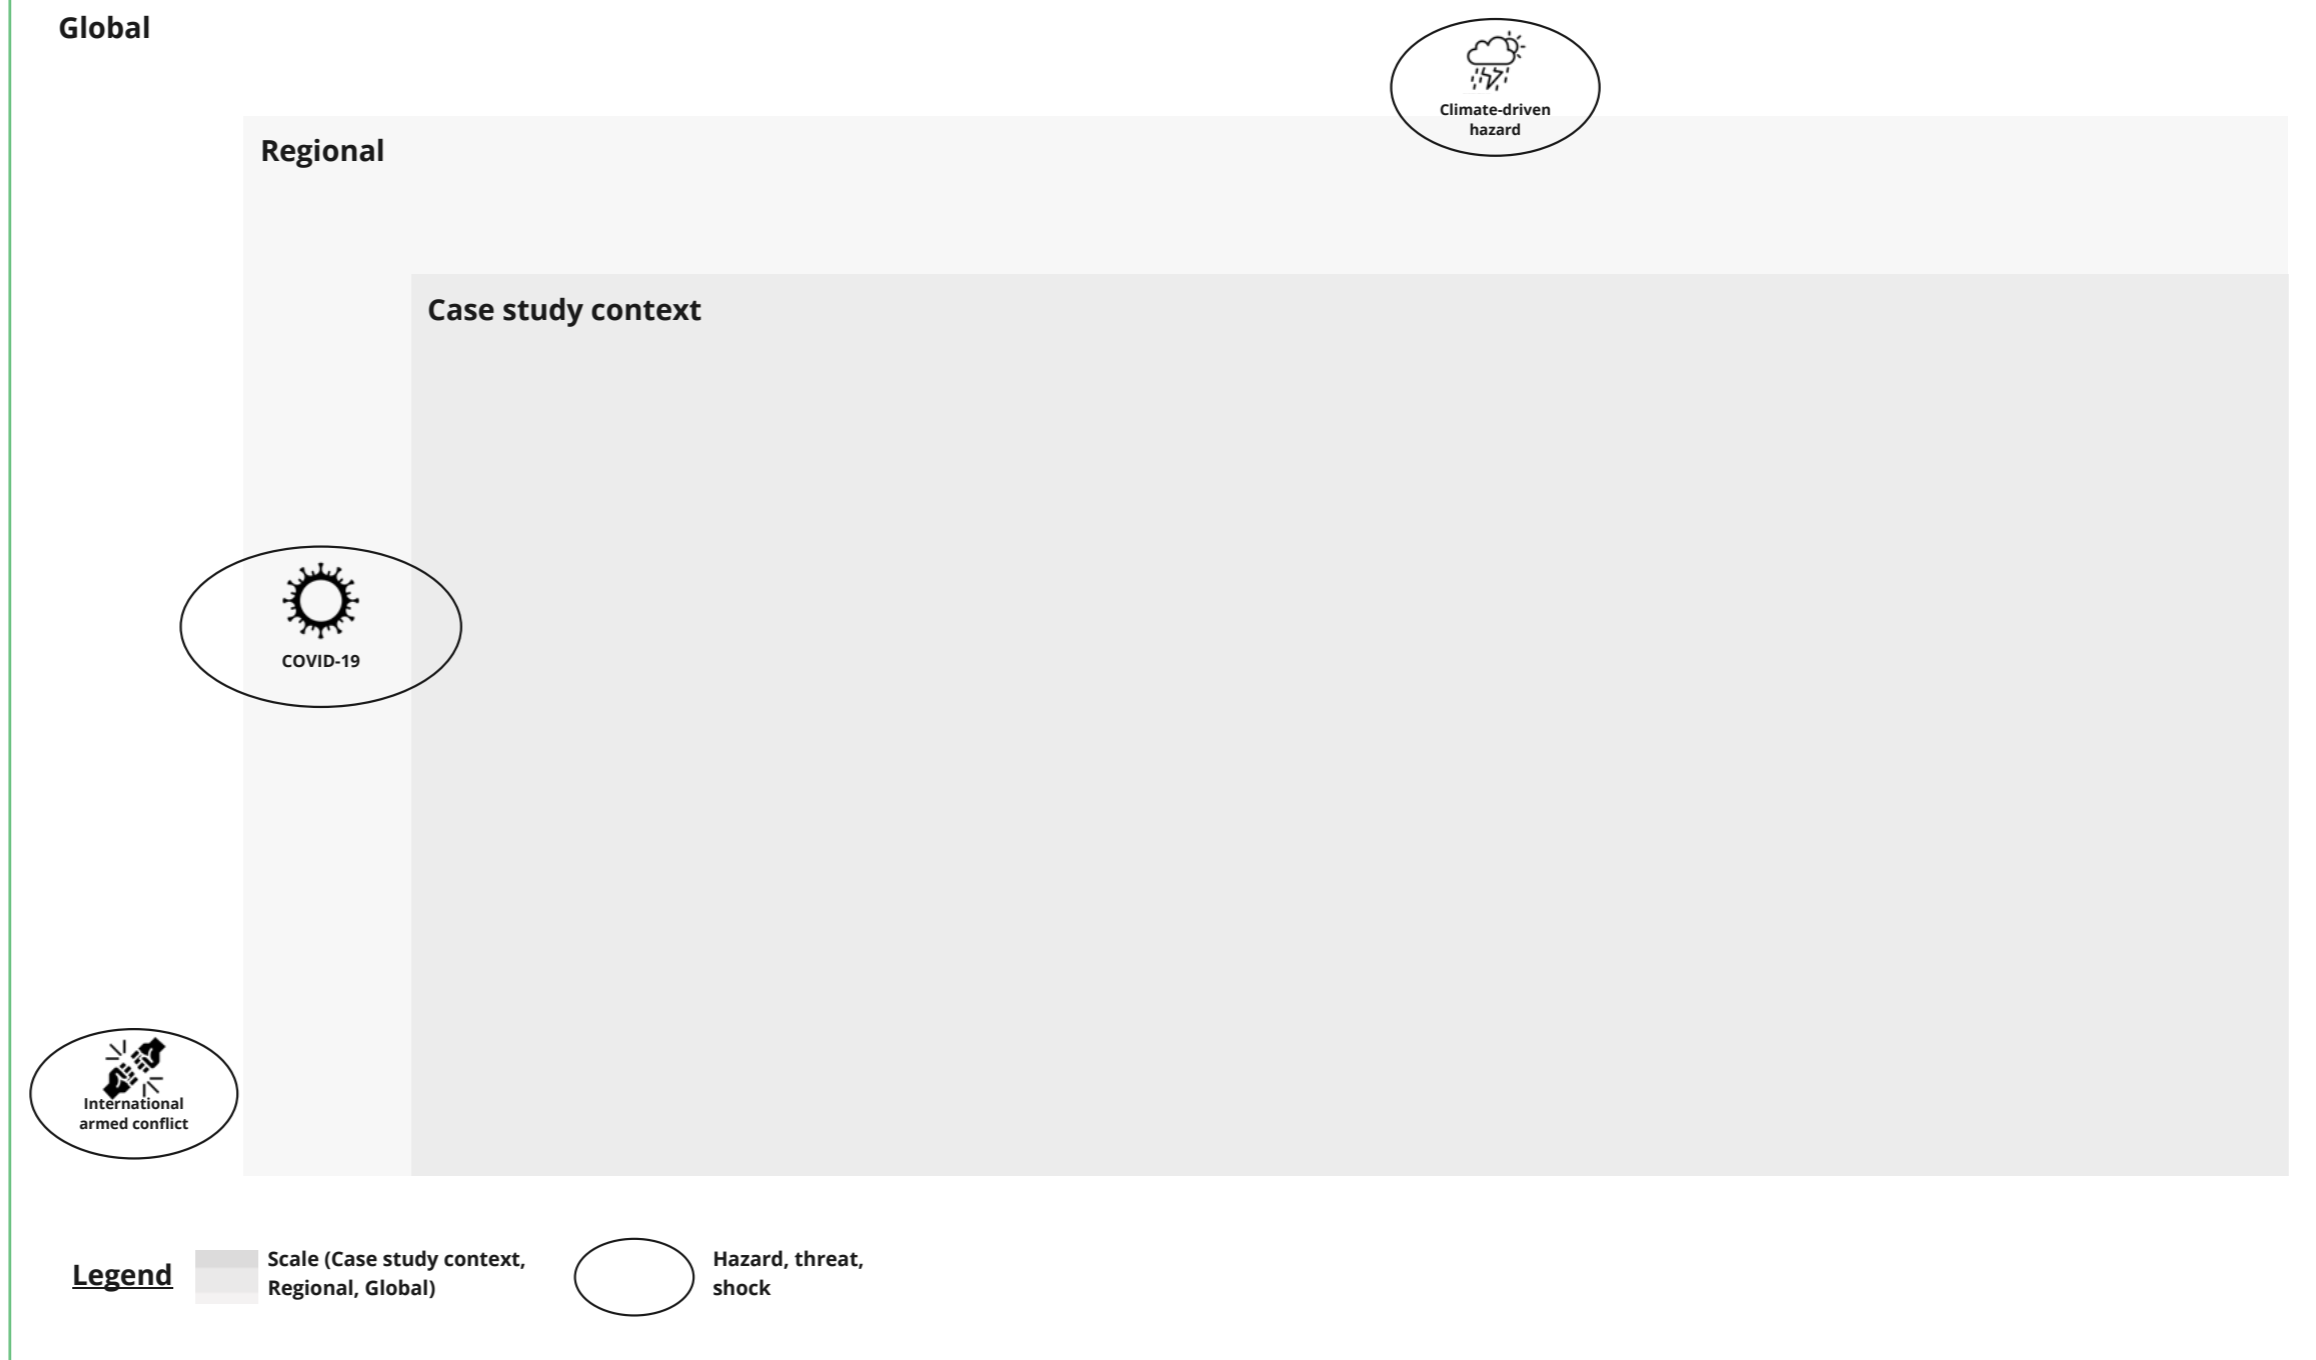 Global
Climate-driven
hazard
Regional
Case study context
COVID-19
International
armed conflict
Legend
Scale (Case study context,
Regional, Global)
Hazard, threat,
shock